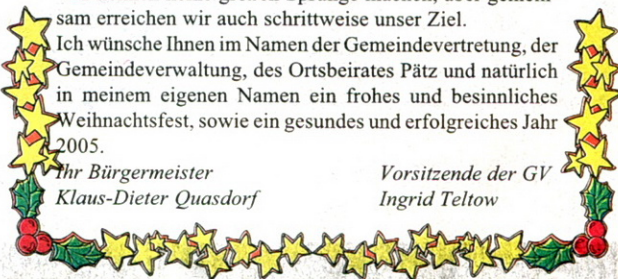 sam erreichen wir auch schrittweise unser Ziel.
Ich wünsche Ihnen im Namen der Gemeindevertretung, der
Gemeindeverwaltung, des Ortsbeirates Pätz und natürlich
in meinem eigenen Namen ein frohes und besinnliches
Weihnachtsfest, sowie ein gesundes und erfolgreiches Jahr
2005.
Ihr Bürgermeister Vorsitzende der GV
Klaus-Dieter Quasdorf Ingrid Teltow